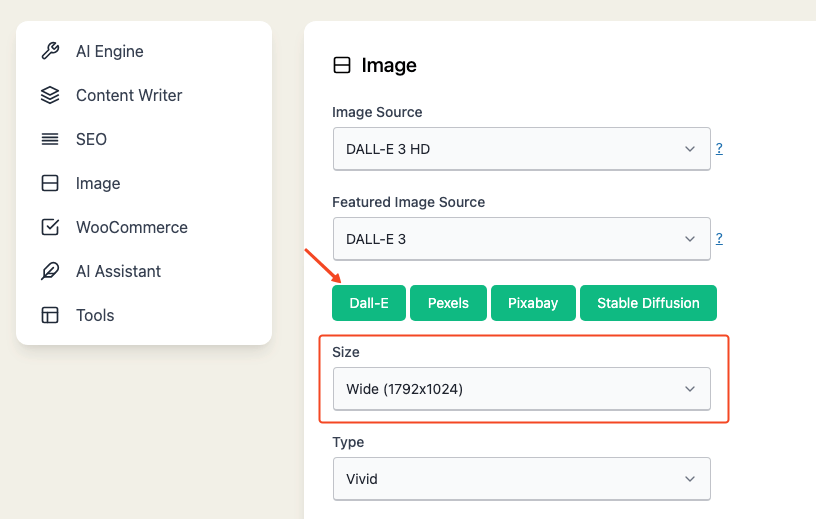 AI Engine
Content Writer
SEO
Image
WooCommerce
AI Assistant
Tools
Image
Image Source
DALL-E 3 HD
?
Featured Image Source
DALL-E 3
?
Dall-E Pexels Pixabay Stable Diffusion
Size
Wide (1792x1024)
Type
Vivid